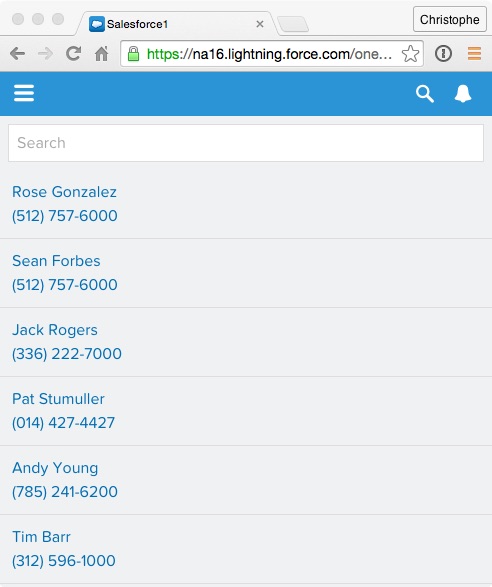 Salesforce1
Christophe
https://na16.lightning.force.com/one...
Search
Rose Gonzalez
(512) 757-6000
Sean Forbes
(512) 757-6000
Jack Rogers
(336) 222-7000
Pat Stumuller
(014) 427-4427
Andy Young
(785) 241-6200
Tim Barr
(312) 596-1000